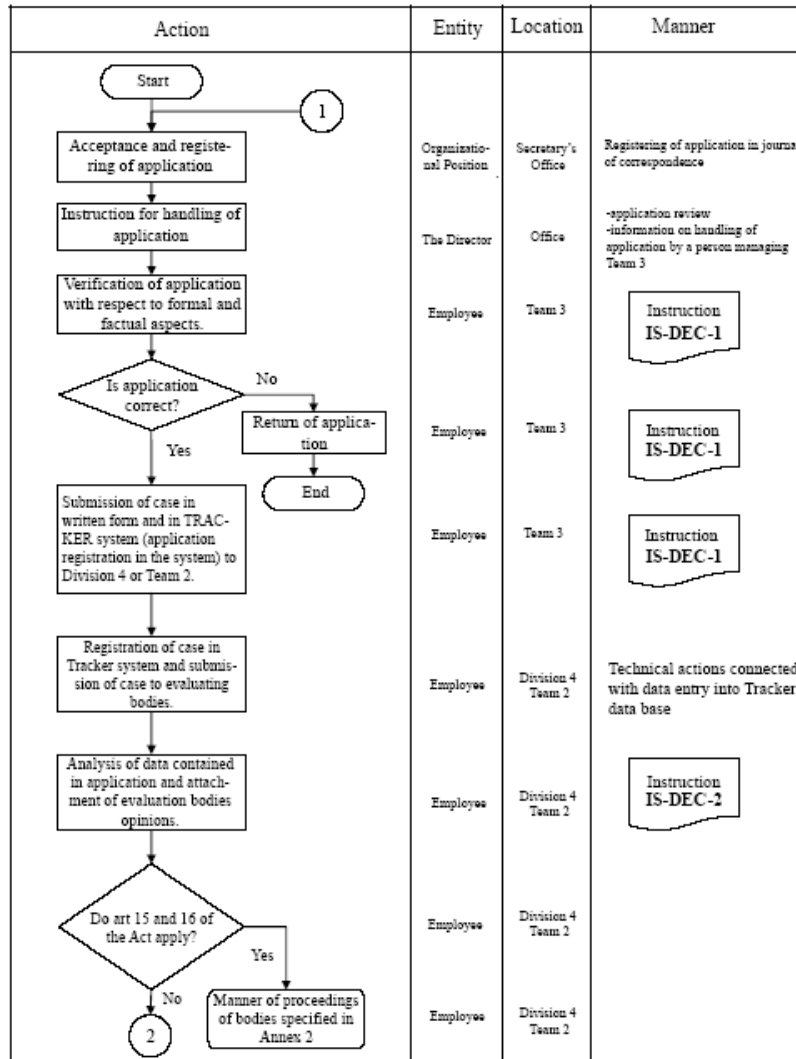 Action
Entity
Location
Manner
Start
1
Acceptance and registe-
ring of application
Organizatio-
nal Position
Secretary's
Office
Registering of application in journa
of correspondence
Instruction for handling of
application
The Director
Office
-application review
-information on handling of
application by a person managing
Team 3
Verification of application
with respect to formal and
factual aspects.
Employee
Team 3
Instruction
IS-DEC-1
Is application
correct?
No
Yes
Return of applica-
tion
Employee
Team 3
Instruction
IS-DEC-1
End
Submission of case in
written form and in TRAC-
KER system (application
registration in the system) to
Division 4 or Team 2.
Employee
Team 3
Instruction
IS-DEC-1
Registration of case in
Tracker system and submis-
sion of case to evaluating
bodies.
Employee
Division 4
Team 2
Technical actions connected
with data entry into Tracker
data base
Analysis of data contained
in application and attach-
ment of evaluation bodies
opinions.
Employee
Division 4
Team 2
Instruction
IS-DEC-2
Do art 15 and 16 of
the Act apply?
Employee
Division 4
Team 2
Yes
No
Manner of proceedings
of bodies specified in
Annex 2
Employee
Division 4
Team 2
2